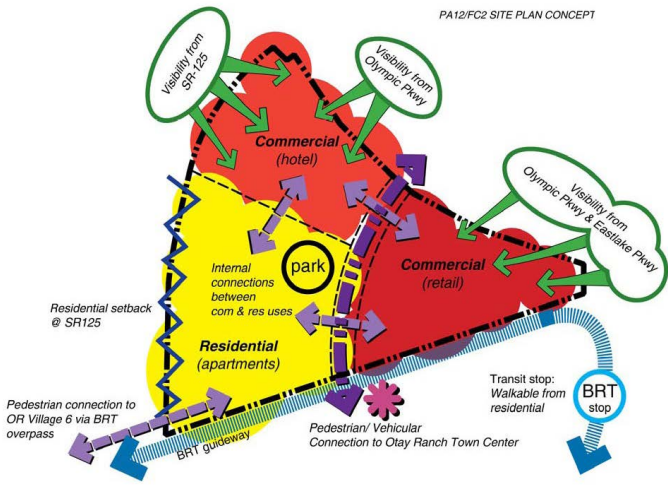 PA12/FC2 SITE PLAN CONCEPT
Visibility from
SR-125
Visibility from
Olympic Pkwy
Commercial
(hotel)
Visibility from
Olympic Pkwy & Eastlake Pkwy
park
Internal
connections
between
com & res uses
Commercial
(retail)
Residential setback
@ SR125
Residential
(apartments)
Transit stop:
Walkable from
residential
BRT
stop
Pedestrian connection to
OR Village 6 via BRT
overpass
BRT guideway
Pedestrian/ Vehicular
Connection to Otay Ranch Town Center